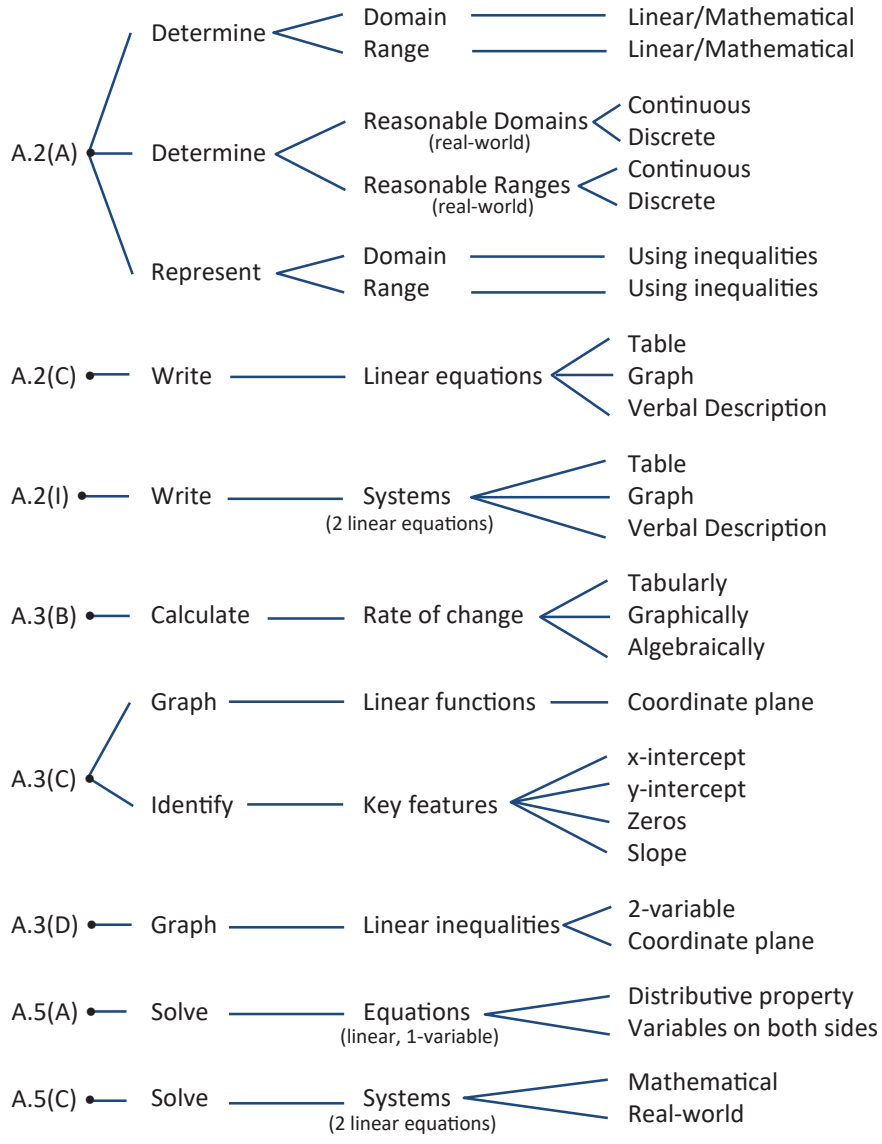 Determine Domain Linear/Mathematical
Range Linear/Mathematical
A.2(A) Determine Reasonable Domains Continuous
(real-world) Discrete
Reasonable Ranges Continuous
(real-world) Discrete
Represent Domain Using inequalities
Range Using inequalities
A.2(C) Write Linear equations Table
Graph
Verbal Description
A.2(I) Write Systems Table
(2 linear equations) Graph
Verbal Description
A.3(B) Calculate Rate of change Tabularly
Graphically
Algebraically
A.3(C) Graph Linear functions Coordinate plane
Identify Key features x-intercept
y-intercept
Zeros
Slope
A.3(D) Graph Linear inequalities 2-variable
Coordinate plane
A.5(A) Solve Equations Distributive property
(linear, 1-variable) Variables on both sides
A.5(C) Solve Systems Mathematical
(2 linear equations) Real-world